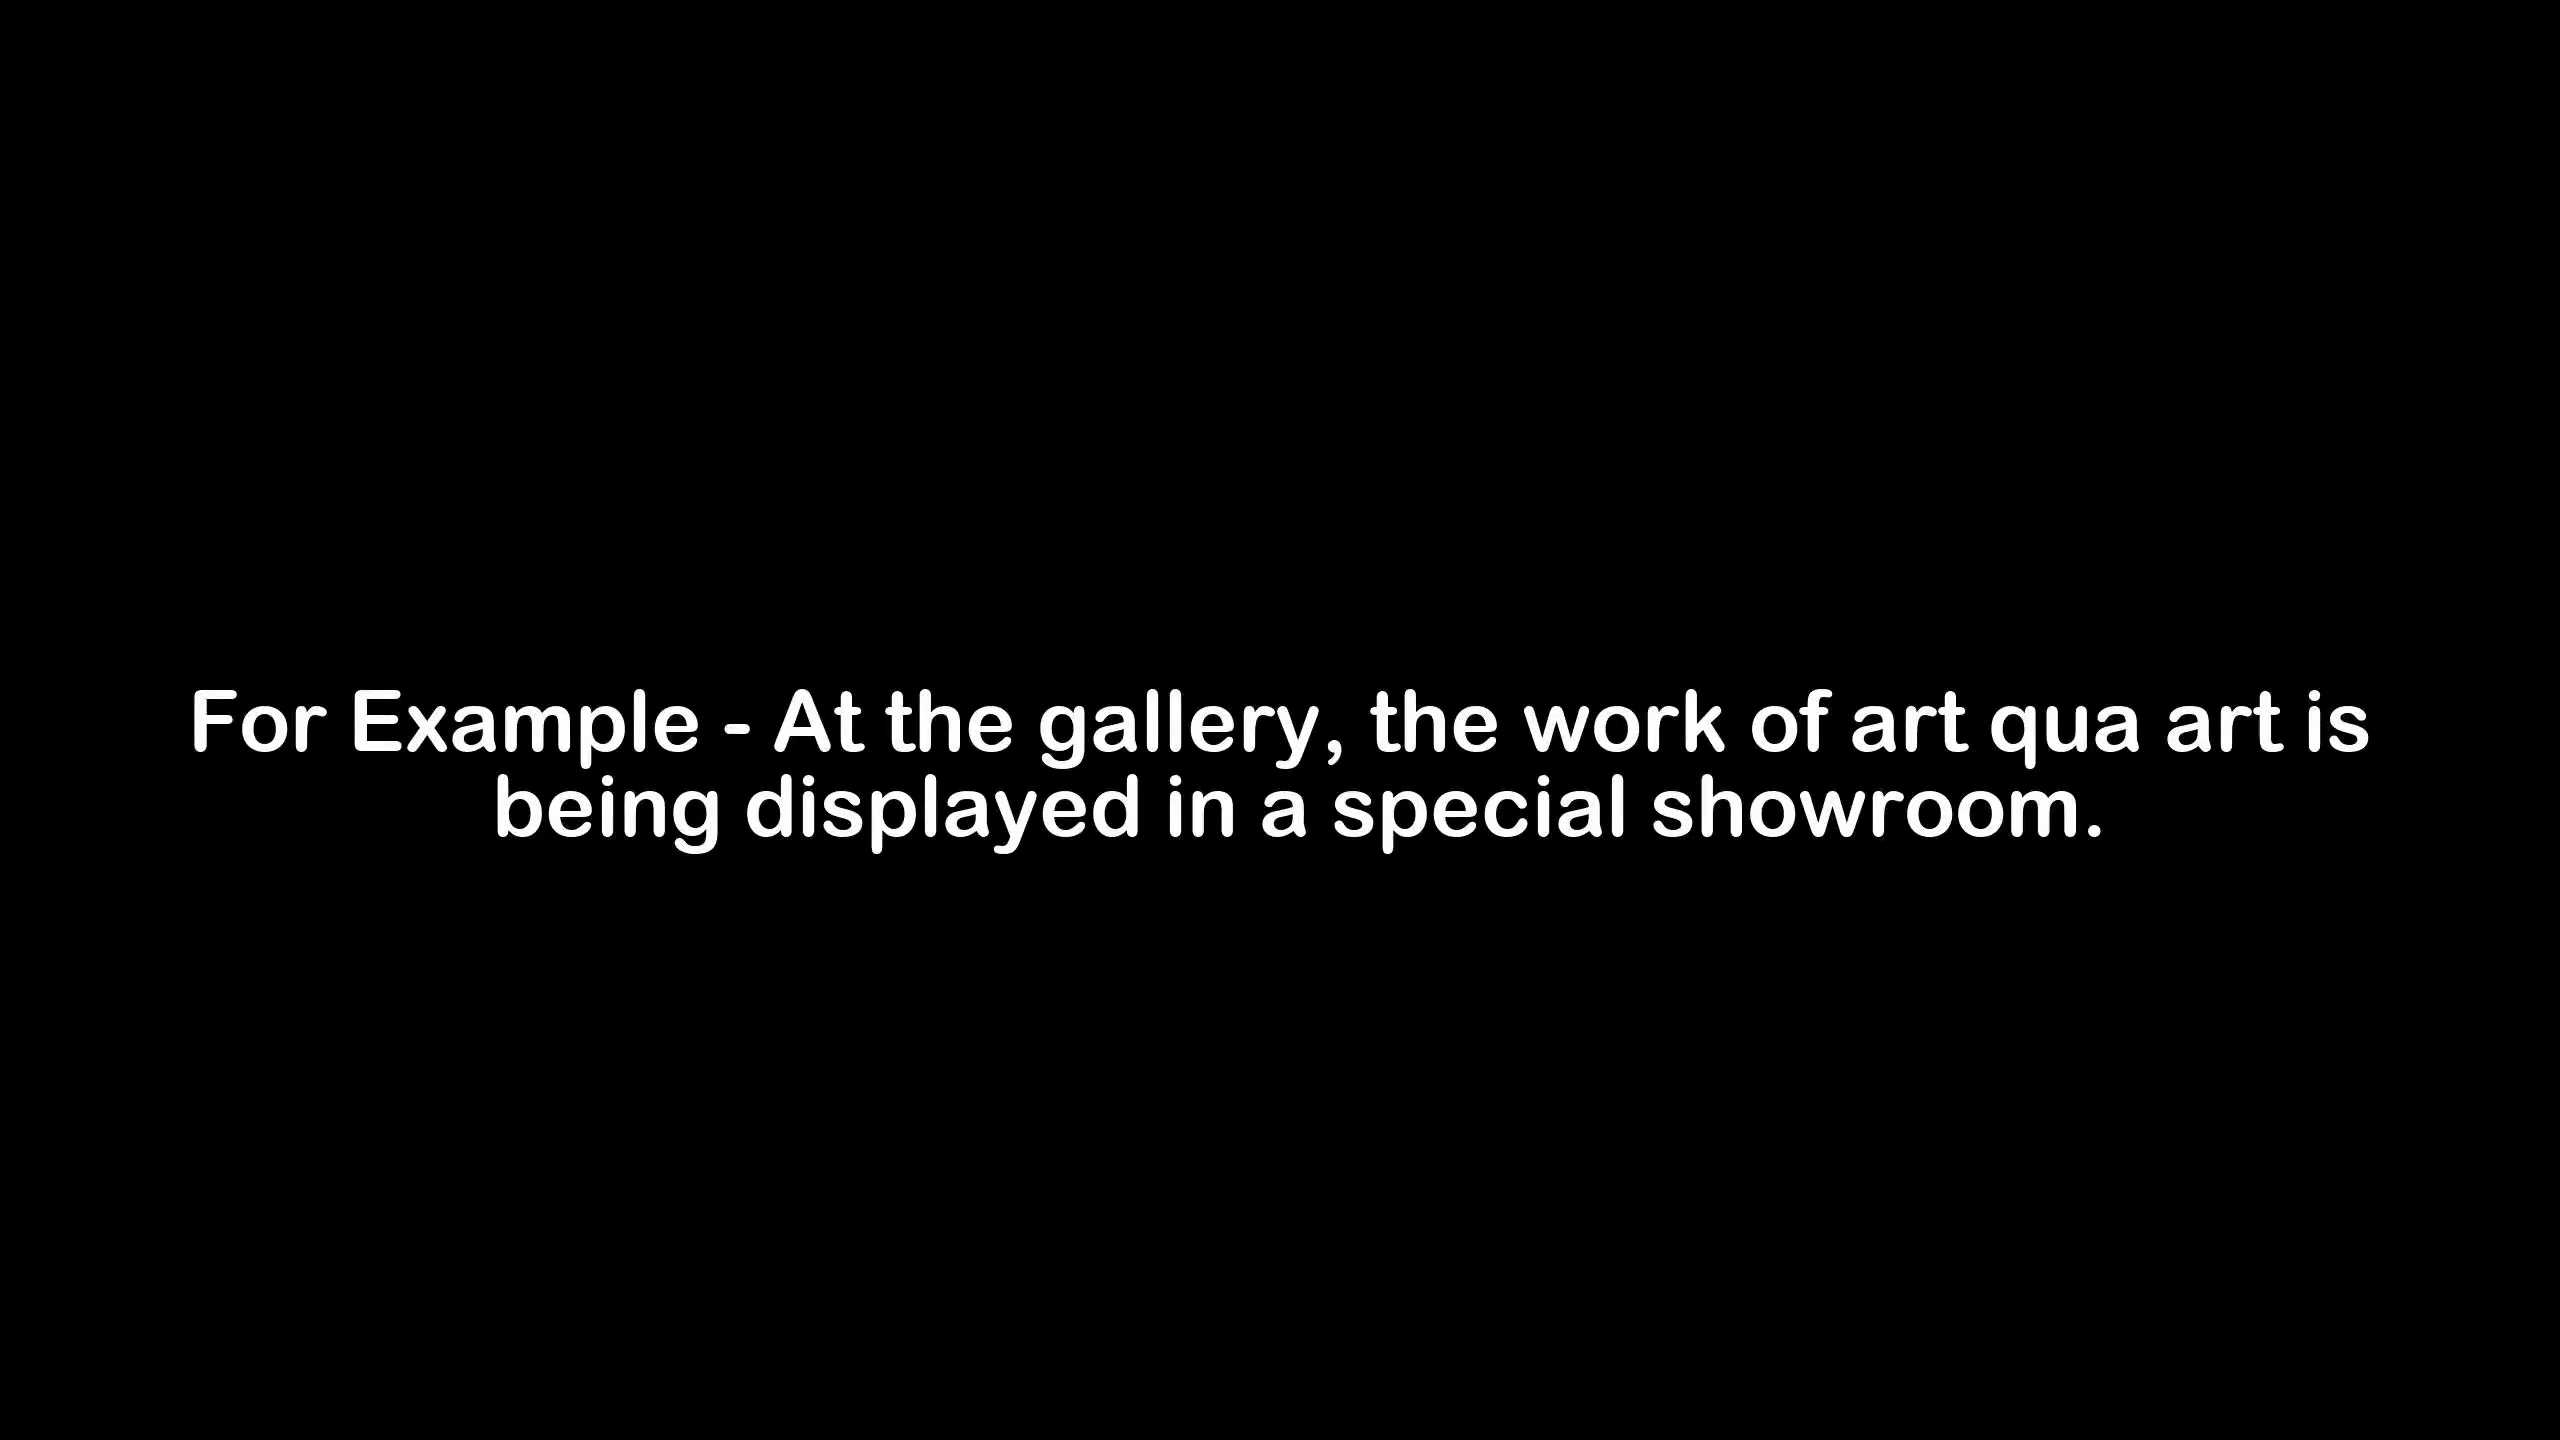 For Example - At the gallery, the work of art qua art is
being displayed in a special showroom.